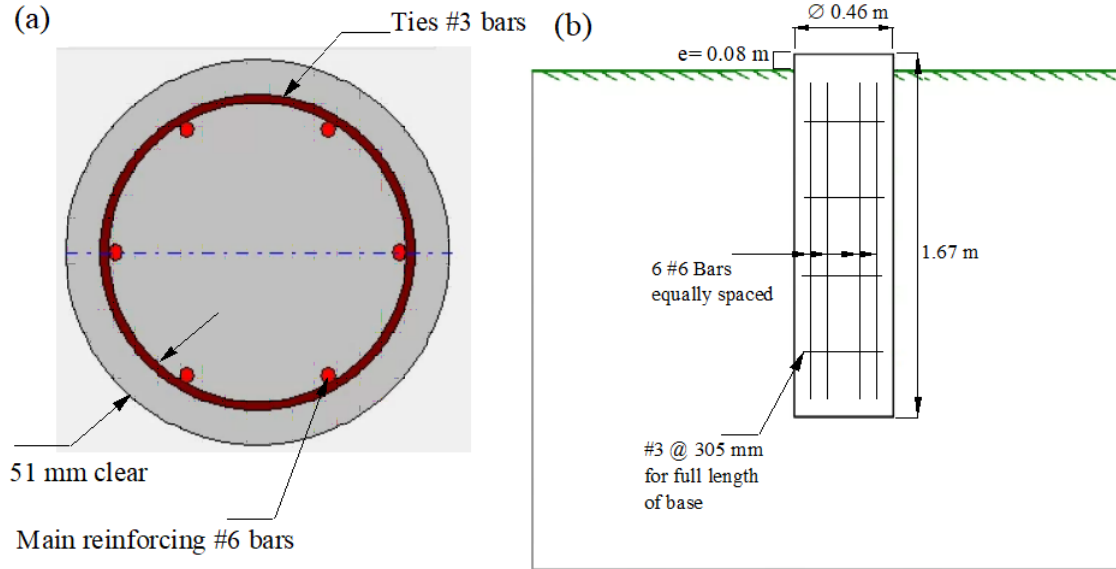 (a)
Ties #3 bars
51 mm clear
Main reinforcing #6 bars
(b)
∅ 0.46 m
e= 0.08 m
1.67 m
6 #6 Bars
equally spaced
#3 @ 305 mm
for full length
of base